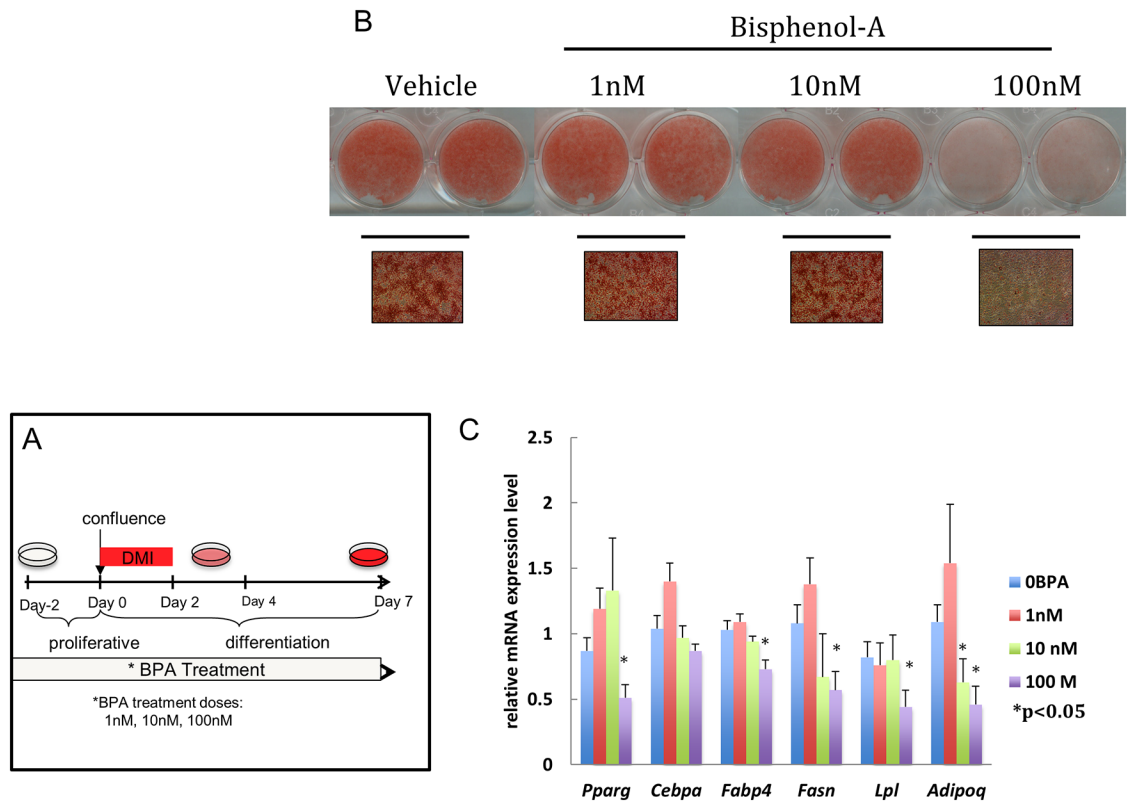 B
Bisphenol-A
Vehicle 1nM 10nM 100nM
A
confluence
DMI
Day-2 Day 0 Day 2 Day 4 Day 7
proliferative differentiation
* BPA Treatment
*BPA treatment doses:
1nM, 10nM, 100nM
C
relative mRNA expression level
2.5
2
1.5
1
0.5
0
* * * * * *
Pparg Cebpa Fabp4 Fasn Lpl Adipoq
0BPA
1nM
10 nM
100 M
*p<0.05